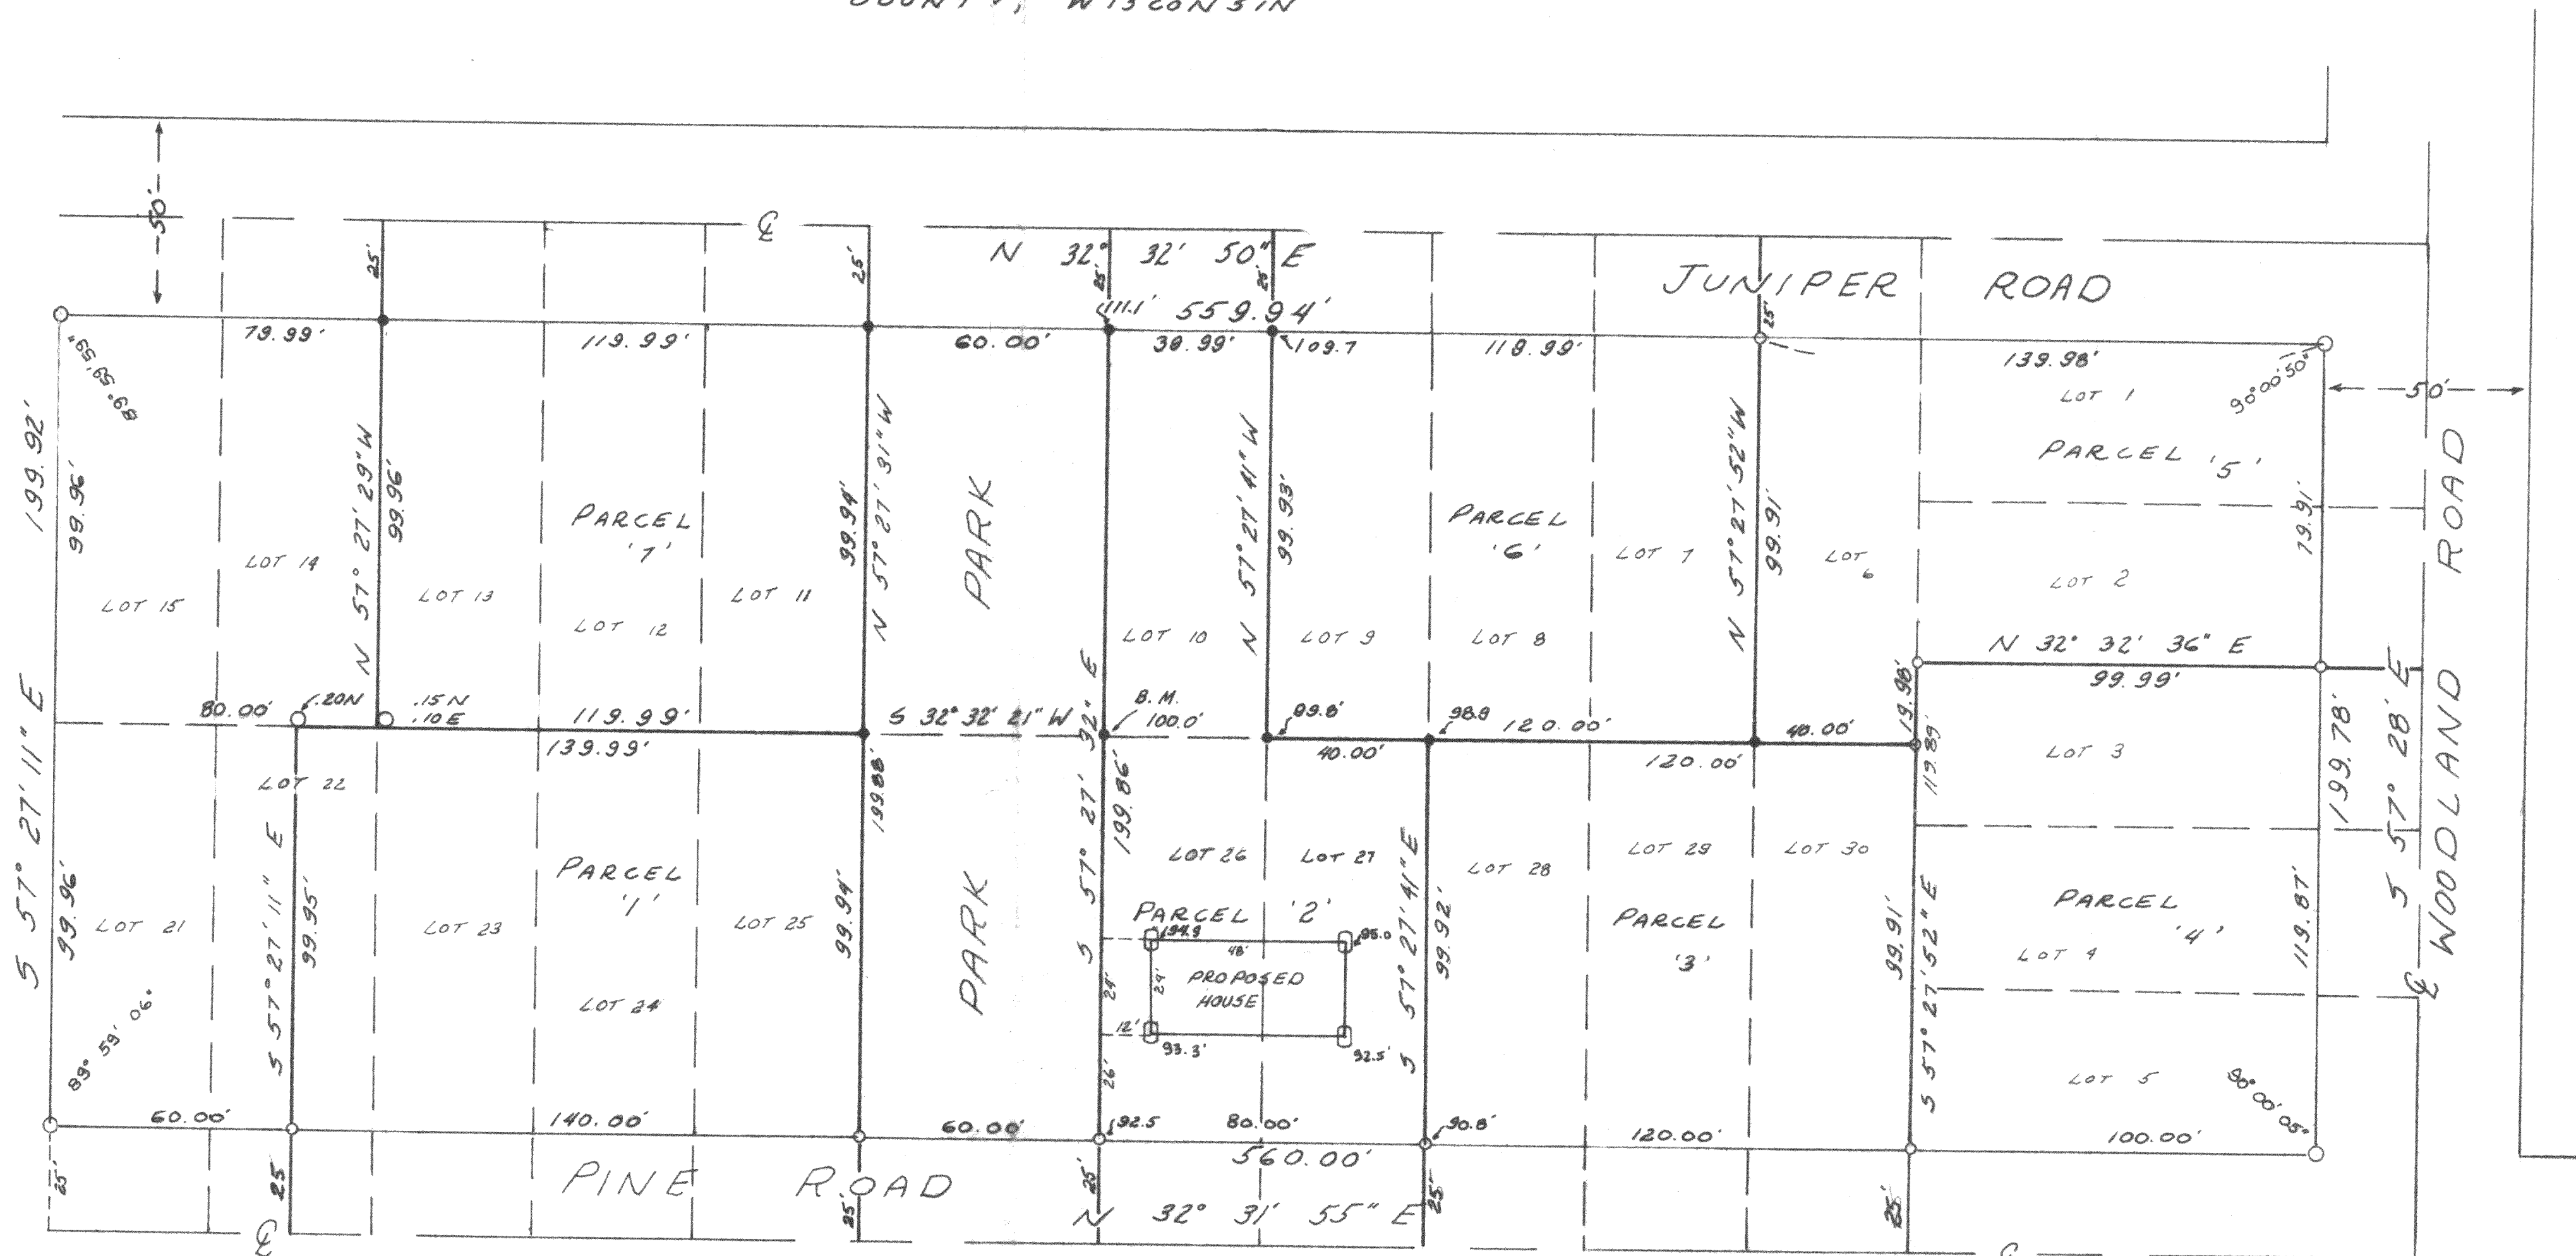 COUNTY, WISCONSIN
50'
25'
25'
℄
N 32° 32' 50" E
25'
25'
JUNIPER ROAD
111.1'
559.94'
25'
79.99'
119.99'
60.00'
39.99'
109.7
119.99'
139.98'
89° 59' 59"
90° 00' 50"
50'
LOT 1
PARCEL '5'
199.92'
99.96'
N 57° 27' 29" W
99.96'
99.94'
N 57° 27' 31" W
PARK
N 57° 27' 41" W
99.93'
N 57° 27' 52" W
99.91'
79.91'
PARCEL '7'
PARCEL '6'
LOT 14
LOT 15
LOT 13
LOT 12
LOT 11
LOT 10
LOT 9
LOT 8
LOT 7
LOT 6
LOT 2
N 32° 32' 36" E
99.99'
80.00'
.20N
.15 N
.10 E
119.99'
139.99'
S 32° 32' 21" W
B.M.
100.0'
99.8'
40.00'
98.9
120.00'
120.00'
40.00'
19.98'
119.89'
LOT 3
199.78'
S 57° 28' E
WOODLAND ROAD
℄
S 57° 27' 11" E
99.96'
LOT 22
S 57° 27' 11" E
99.95'
199.88'
99.94'
S 57° 27' 32" E
199.86'
PARCEL '1'
LOT 21
LOT 23
LOT 24
LOT 25
PARK
LOT 26
LOT 27
PARCEL '2'
94.9
95.0
48'
24'
24'
PROPOSED
HOUSE
12'
93.3'
92.5'
26'
S 57° 27' 41" E
99.92'
LOT 28
LOT 29
LOT 30
PARCEL
'3'
99.91'
S 57° 27' 52" E
PARCEL
'4'
LOT 4
119.87'
LOT 5
89° 59' 06"
90° 00' 05"
60.00'
140.00'
60.00'
92.5
80.00'
90.8'
120.00'
100.00'
560.00'
25'
25
PINE ROAD
25'
25'
N 32° 31' 55" E
25'
25'
℄